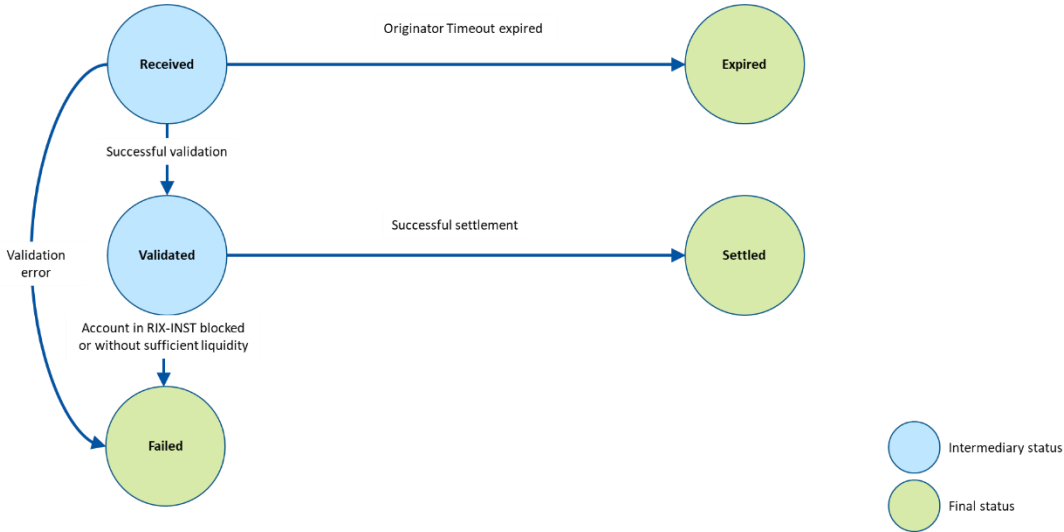 Originator Timeout expired
Received
Expired
Successful validation
Successful settlement
Validation
error
Validated
Settled
Account in RIX-INST blocked
or without sufficient liquidity
Failed
Intermediary status
Final status